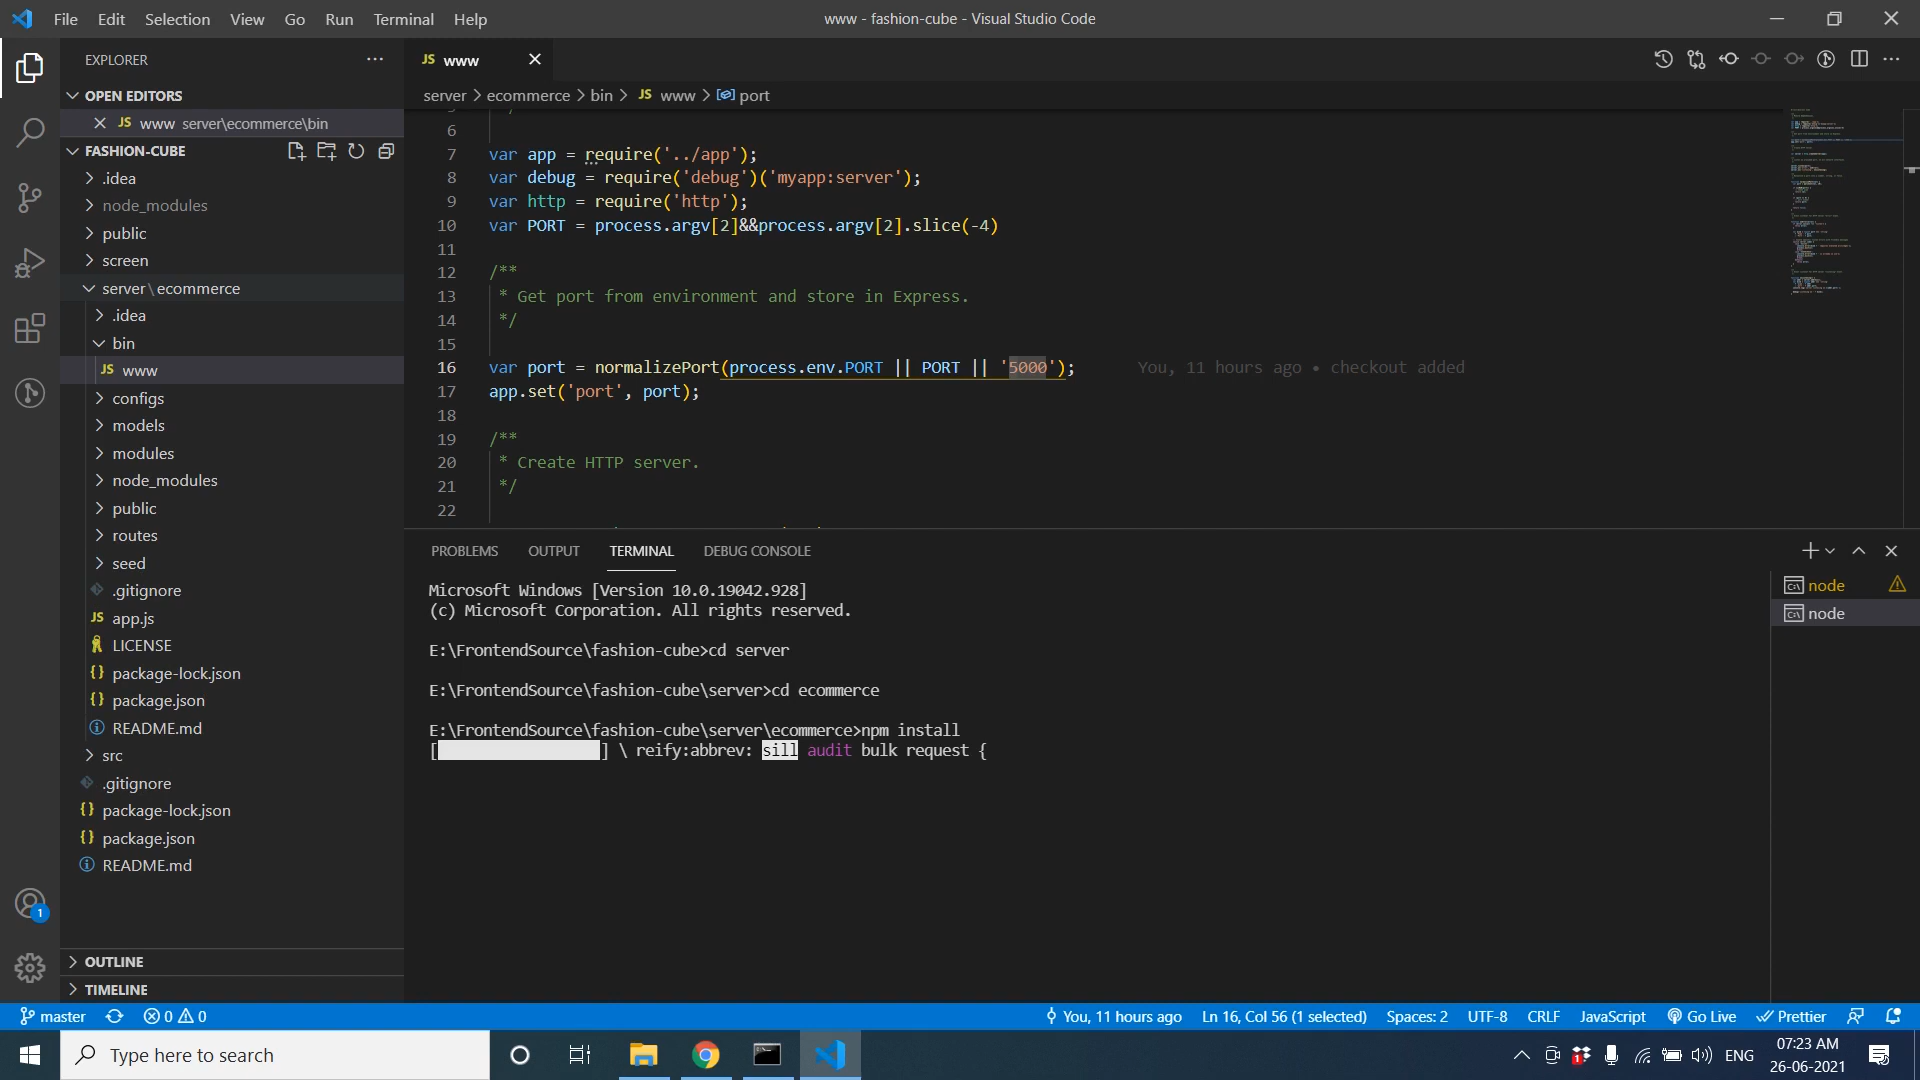 File Edit Selection View Go Run Terminal Help
www - fashion-cube - Visual Studio Code
EXPLORER
OPEN EDITORS
JS www server\ecommerce\bin
FASHION-CUBE
.idea
node_modules
public
screen
server\ecommerce
.idea
bin
JS www
configs
models
modules
node_modules
public
routes
seed
.gitignore
JS app.js
LICENSE
{} package-lock.json
{} package.json
README.md
src
.gitignore
{} package-lock.json
{} package.json
README.md
OUTLINE
TIMELINE
1
JS www
server > ecommerce > bin > JS www > port
6
7 var app = require('../app');
8 var debug = require('debug')('myapp:server');
9 var http = require('http');
10 var PORT = process.argv[2]&&process.argv[2].slice(-4)
11
12 /**
13 * Get port from environment and store in Express.
14 */
15
16 var port = normalizePort(process.env.PORT || PORT || '5000'); You, 11 hours ago • checkout added
17 app.set('port', port);
18
19 /**
20 * Create HTTP server.
21 */
22
PROBLEMS OUTPUT TERMINAL DEBUG CONSOLE
Microsoft Windows [Version 10.0.19042.928]
(c) Microsoft Corporation. All rights reserved.
E:\FrontendSource\fashion-cube>cd server
E:\FrontendSource\fashion-cube\server>cd ecommerce
E:\FrontendSource\fashion-cube\server\ecommerce>npm install
[ ] \ reify:abbrev: sill audit bulk request {
node
node
master 0 0 You, 11 hours ago Ln 16, Col 56 (1 selected) Spaces: 2 UTF-8 CRLF JavaScript Go Live Prettier
Type here to search
1 ENG
07:23 AM
26-06-2021